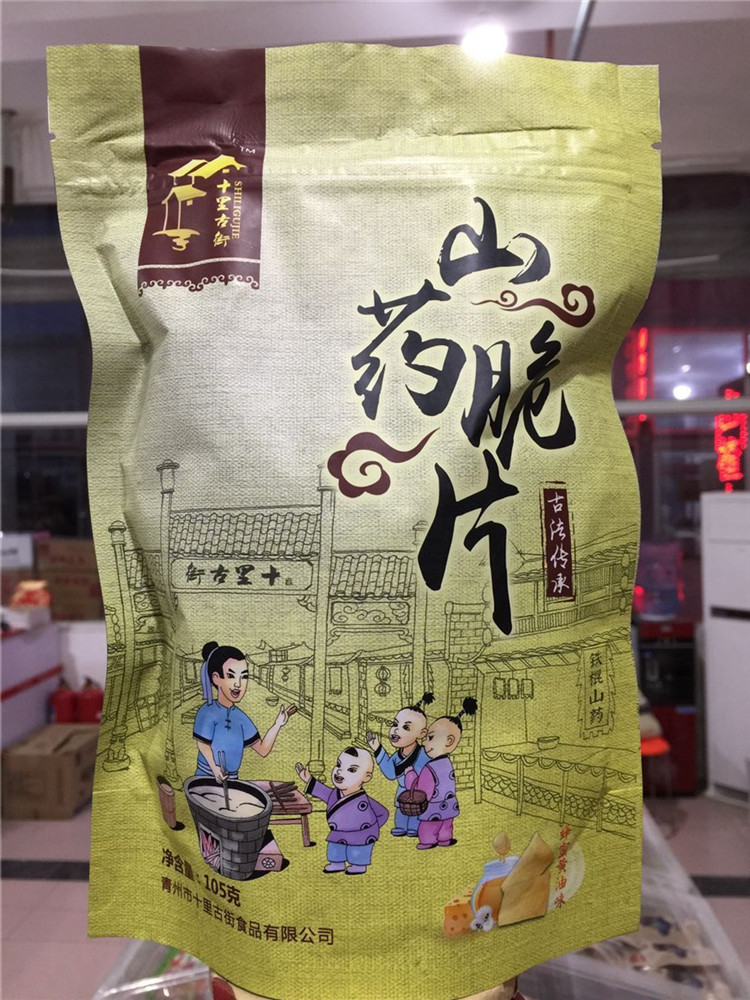 TM
十里古街
SHILIGUJIE
山药脆片
古法传承
街古里十
铁棍山药
蜂蜜黄油味
净含量：105克
青州市十里古街食品有限公司